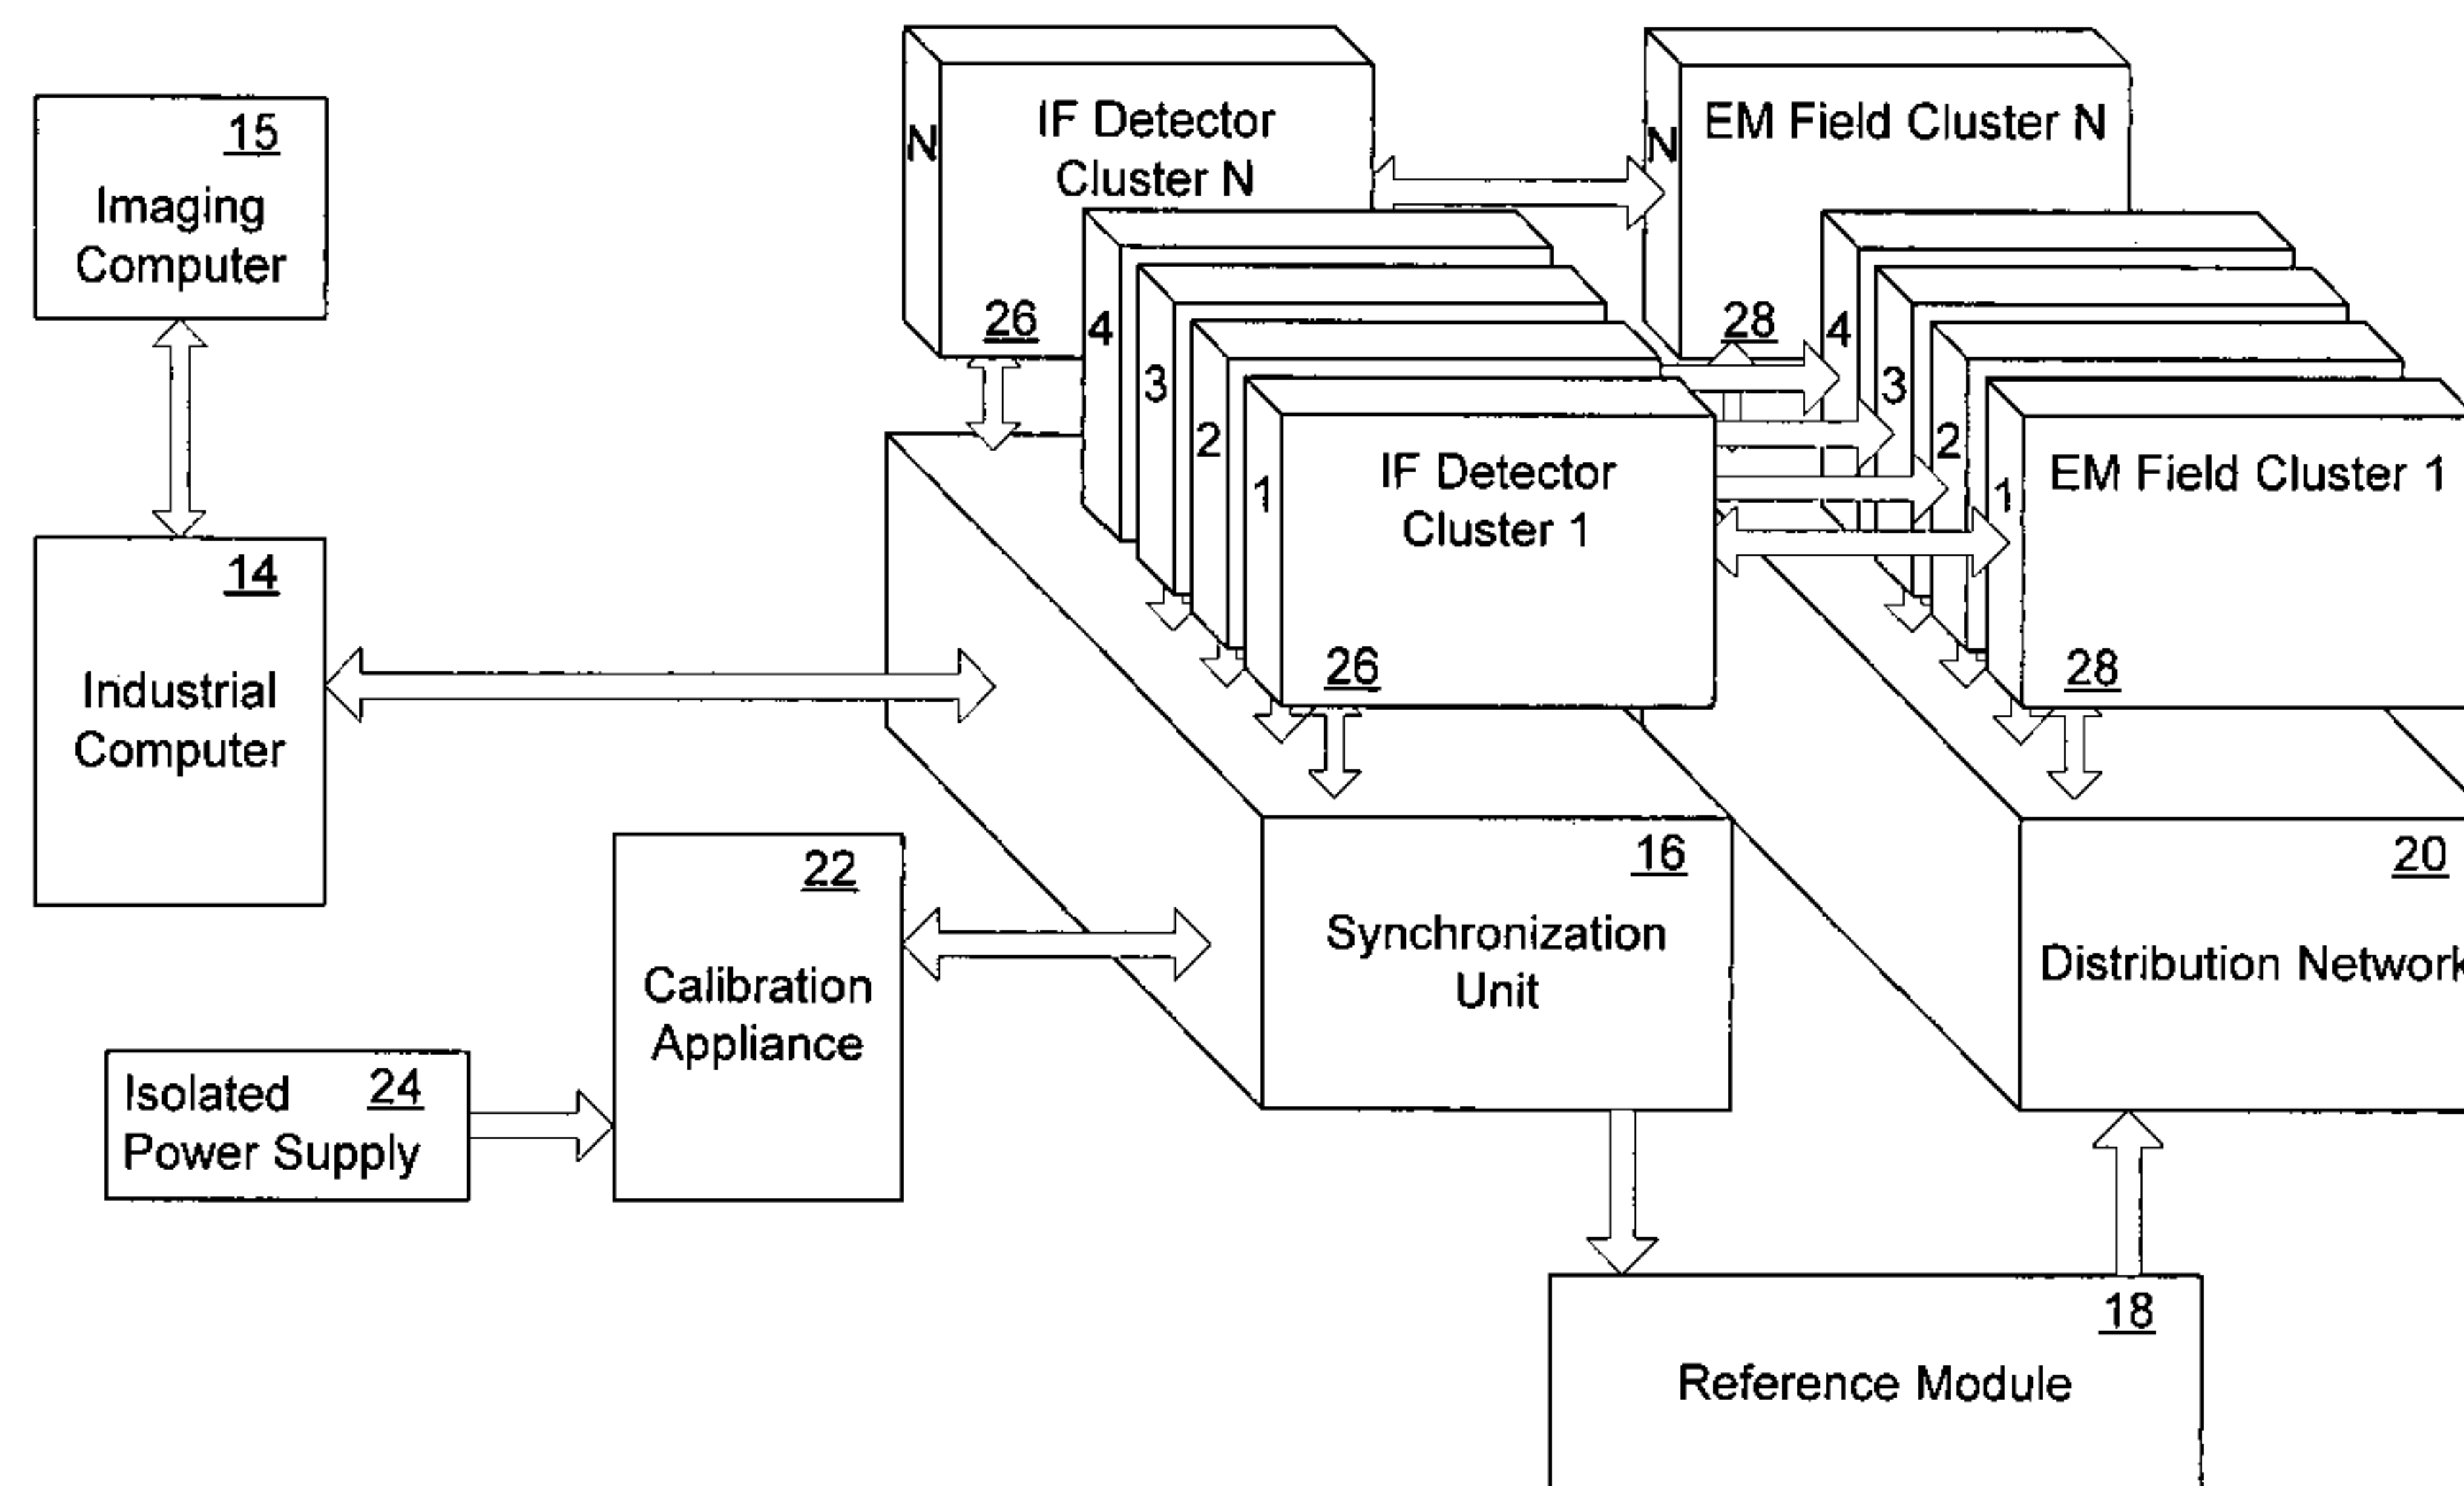 15
Imaging
Computer
14
Industrial
Computer
22
Calibration
Appliance
24
Isolated
Power Supply
N
IF Detector
Cluster N
26
4
3
2
1
IF Detector
Cluster 1
26
N
EM Field Cluster N
28
4
3
2
1
EM Field Cluster 1
28
16
Synchronization
Unit
20
Distribution Network
18
Reference Module